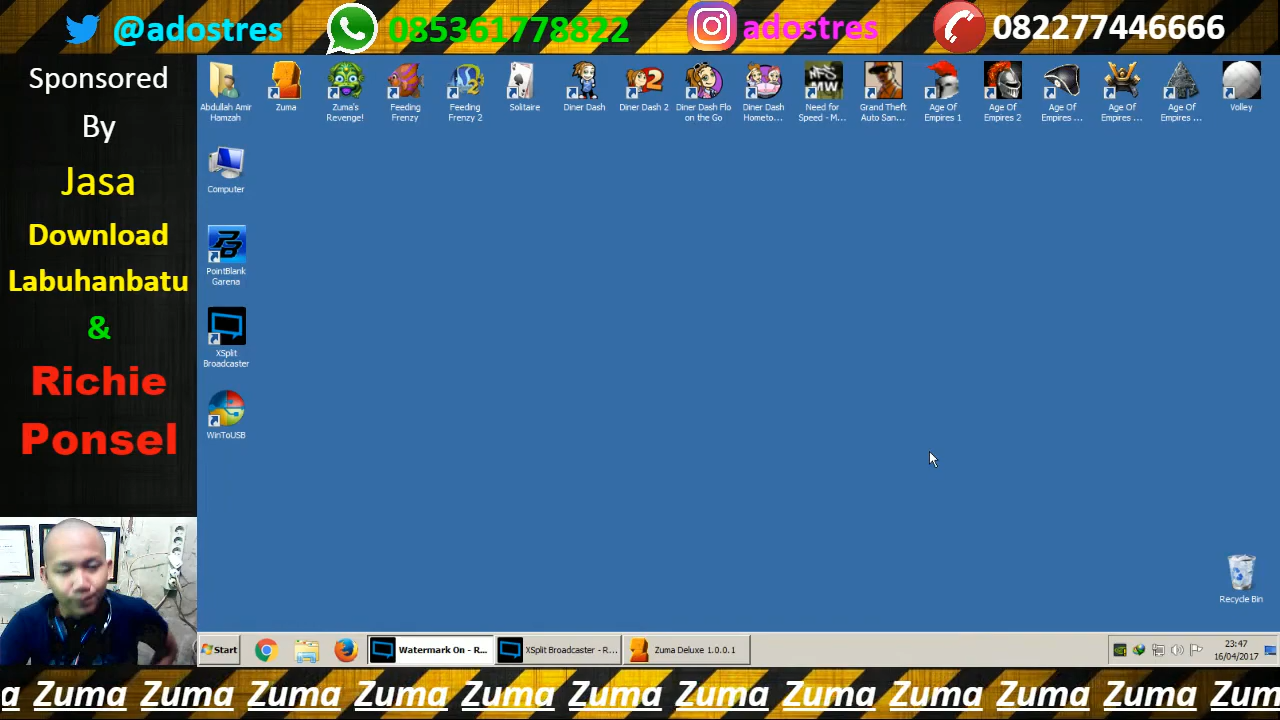 @adostres 085361778822 adostres 082277446666
Sponsored
By
Jasa
Download
Labuhanbatu
&
Richie
Ponsel
Abdullah Amir
Hamzah
Zuma
Zuma's
Revenge!
Feeding
Frenzy
Feeding
Frenzy 2
Solitaire
Diner Dash
2
Diner Dash 2
Diner Dash Flo
on the Go
Diner Dash
Hometo...
NFS
MW
Need for
Speed - M...
Grand Theft
Auto San...
Age Of
Empires 1
Age Of
Empires 2
Age Of
Empires ...
Age Of
Empires ...
Age Of
Empires ...
Volley
Computer
PB
PointBlank
Garena
XSplit
Broadcaster
WinToUSB
Recycle Bin
Start
Watermark On - R...
XSplit Broadcaster - R...
Zuma Deluxe 1.0.0.1
23:47
16/04/2017
a Zuma Zuma Zuma Zuma Zuma Zuma Zuma Zuma Zuma Zuma Zuma Zum